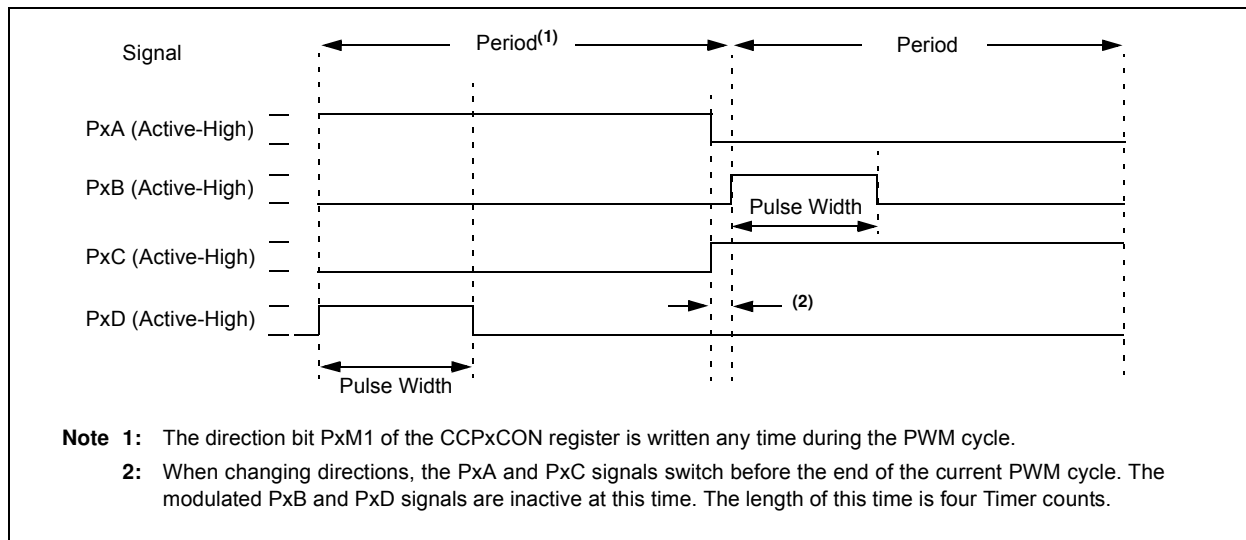 Signal
Period(1)
Period
PxA (Active-High)
PxB (Active-High)
Pulse Width
PxC (Active-High)
(2)
PxD (Active-High)
Pulse Width
Note 1: The direction bit PxM1 of the CCPxCON register is written any time during the PWM cycle.
2: When changing directions, the PxA and PxC signals switch before the end of the current PWM cycle. The
modulated PxB and PxD signals are inactive at this time. The length of this time is four Timer counts.